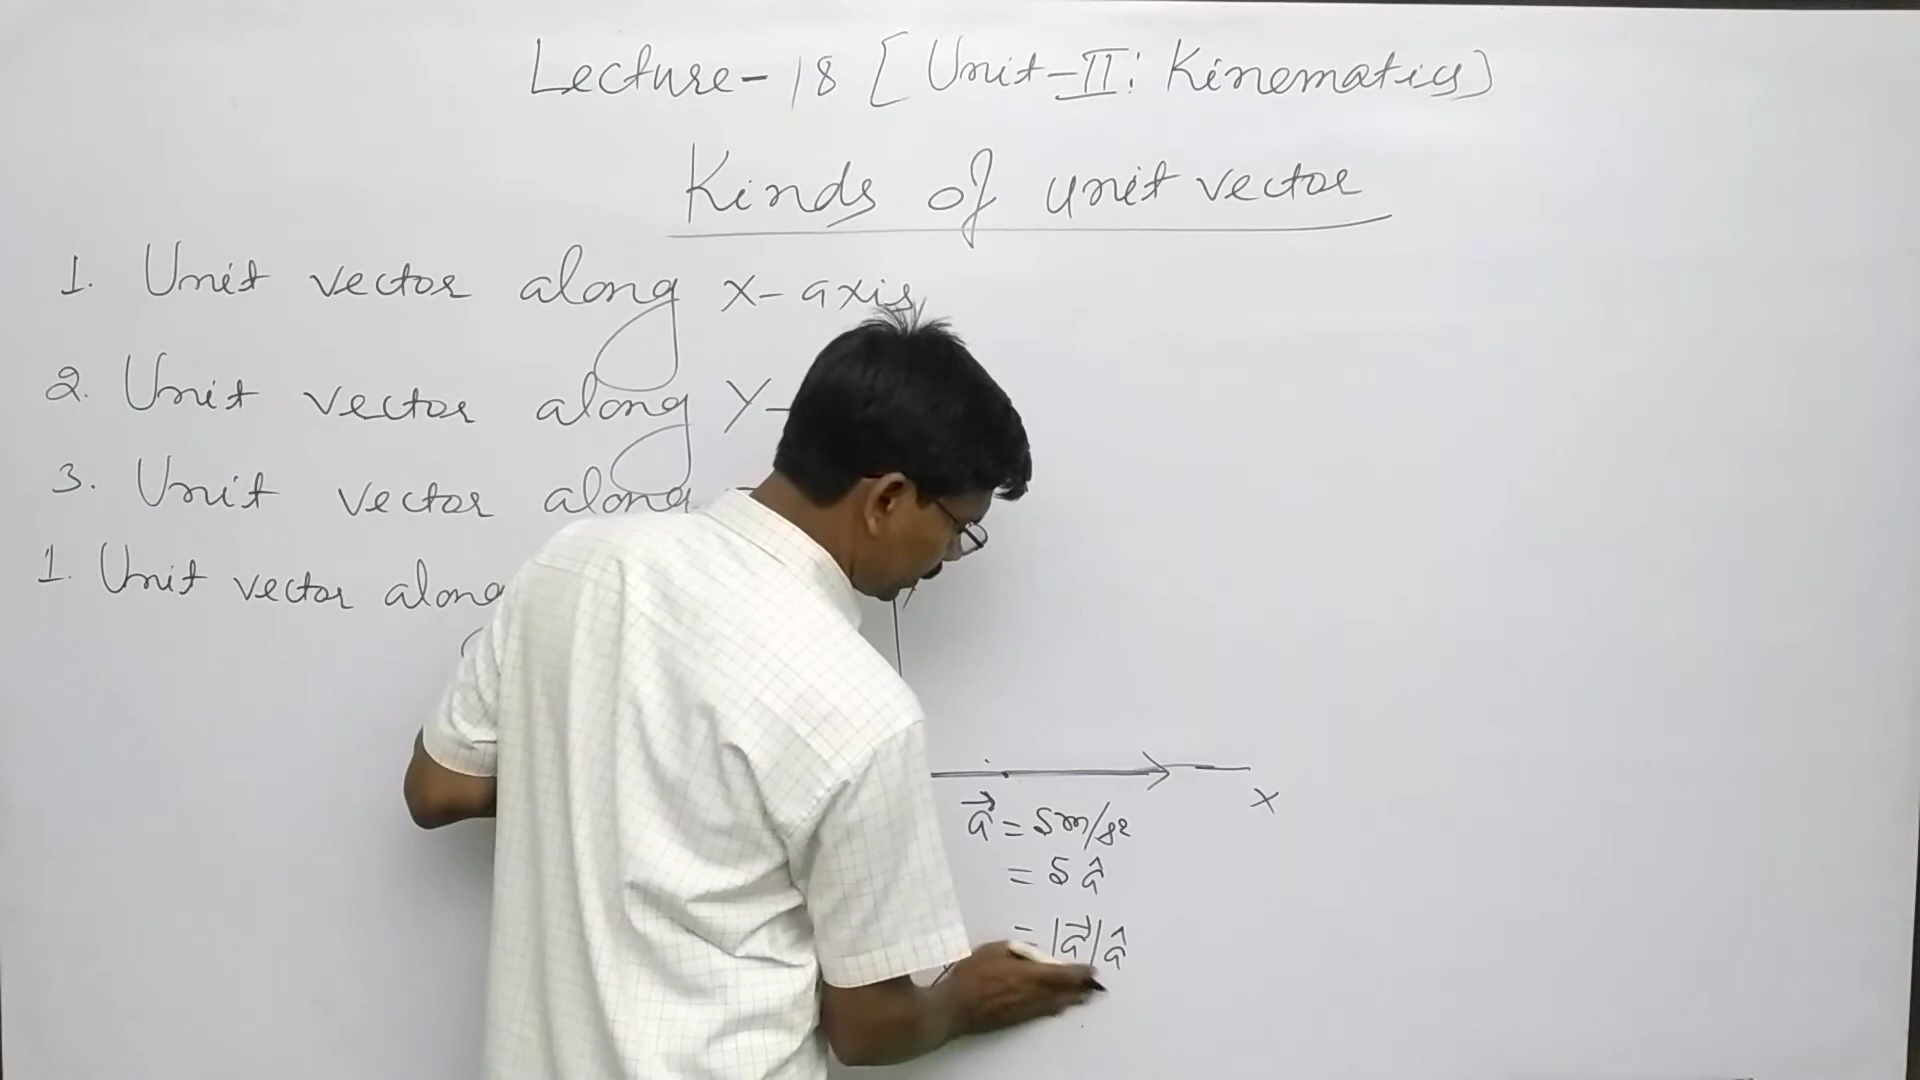 Lecture-18 [Unit-II: Kinematics)
Kinds of unit vector
1. Unit vector along x-axis
2. Unit vector along Y-
3. Unit vector along
1. Unit vector along
x
a⃗ = 5m/s²
= 5 â
= |a⃗| â